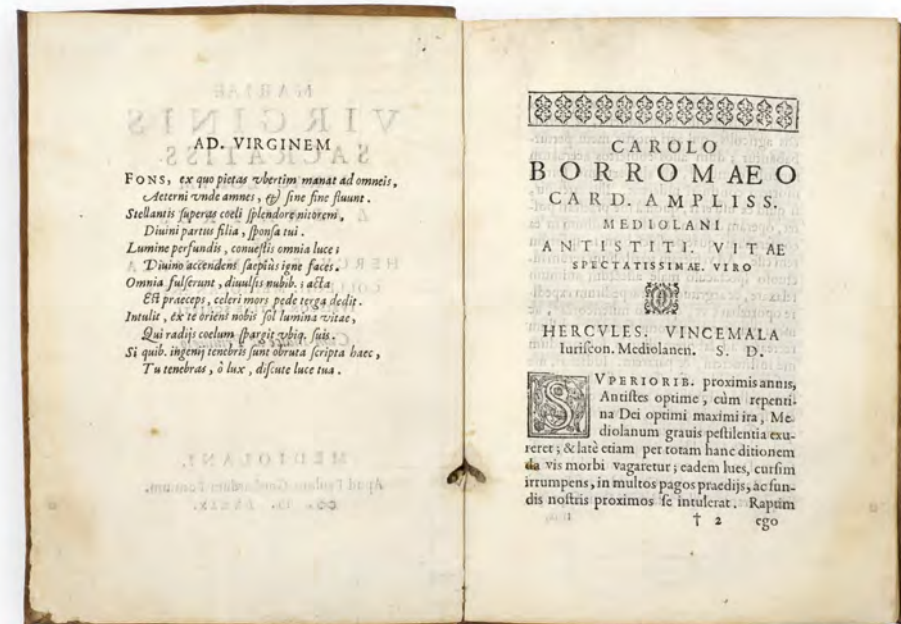 AD. VIRGINEM
FONS, ex quo pietas vbertim manat ad omneis,
Aeterni vnde amnes, & sine fine fluunt.
Stellantis superas coeli splendore nitorem,
Diuini partus filia, sponsa tui.
Lumine perfundis, conuestis omnia luce;
Diuino accendens saepiùs igne faces.
Omnia fulserunt, diuulsis nubib.; acta
Est praeceps, celeri mors pede terga dedit.
Intulit, ex te oriens nobis sol lumina vitae,
Qui radijs coelum spargit vbiq. suis.
Si quib. ingenij tenebris sunt obruta scripta haec,
Tu tenebras, ò lux, discute luce tua.
CAROLO
BORROMAEO
CARD. AMPLISS.
MEDIOLANI
ANTISTITI. VITAE
SPECTATISSIMAE. VIRO
HERCVLES. VINCEMALA
Iuriscon. Mediolanen. S. D.
SVPERIORIB. proximis annis,
Antistes optime, cùm repenti-
na Dei optimi maximi ira, Me-
diolanum grauis pestilentia exu-
reret; & latè etiam per totam hanc ditionem
ea vis morbi vagaretur; eadem lues, cursim
irrumpens, in multos pagos praedijs, ac fun-
dis nostris proximos se intulerat. Raptim
† 2 ego